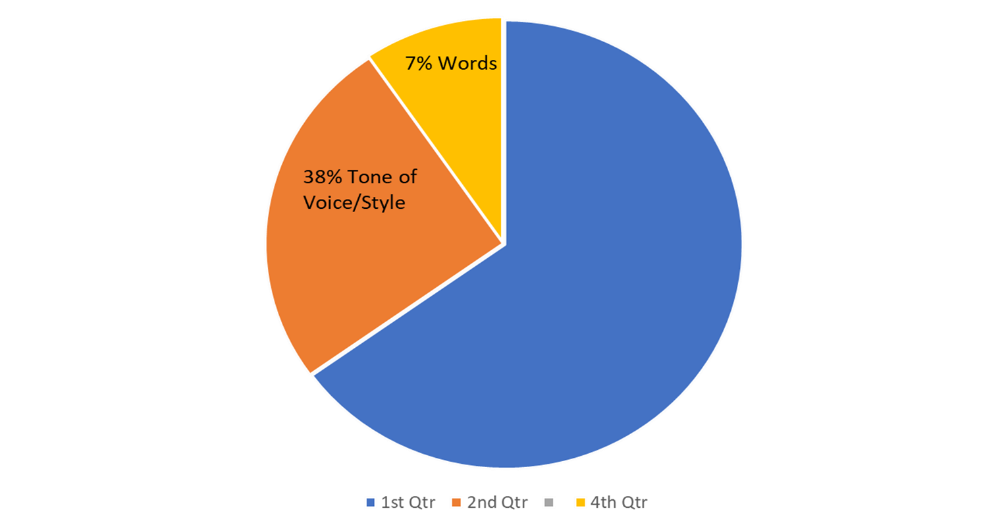 7% Words
38% Tone of
Voice/Style
1st Qtr 2nd Qtr 4th Qtr